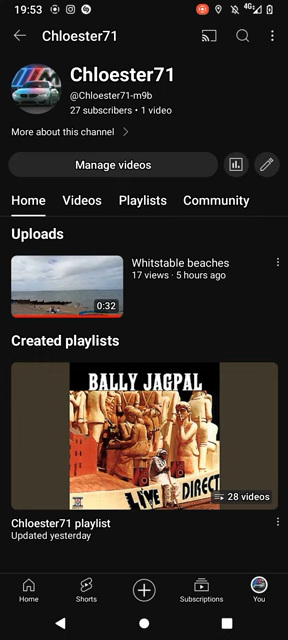 19:53
4G
Chloester71
Chloester71
@Chloester71-m9b
27 subscribers • 1 video
More about this channel
Manage videos
Home Videos Playlists Community
Uploads
Whitstable beaches
17 views · 5 hours ago
0:32
Created playlists
BALLY JAGPAL
LIVE DIRECT
28 videos
Chloester71 playlist
Updated yesterday
Home Shorts Subscriptions You